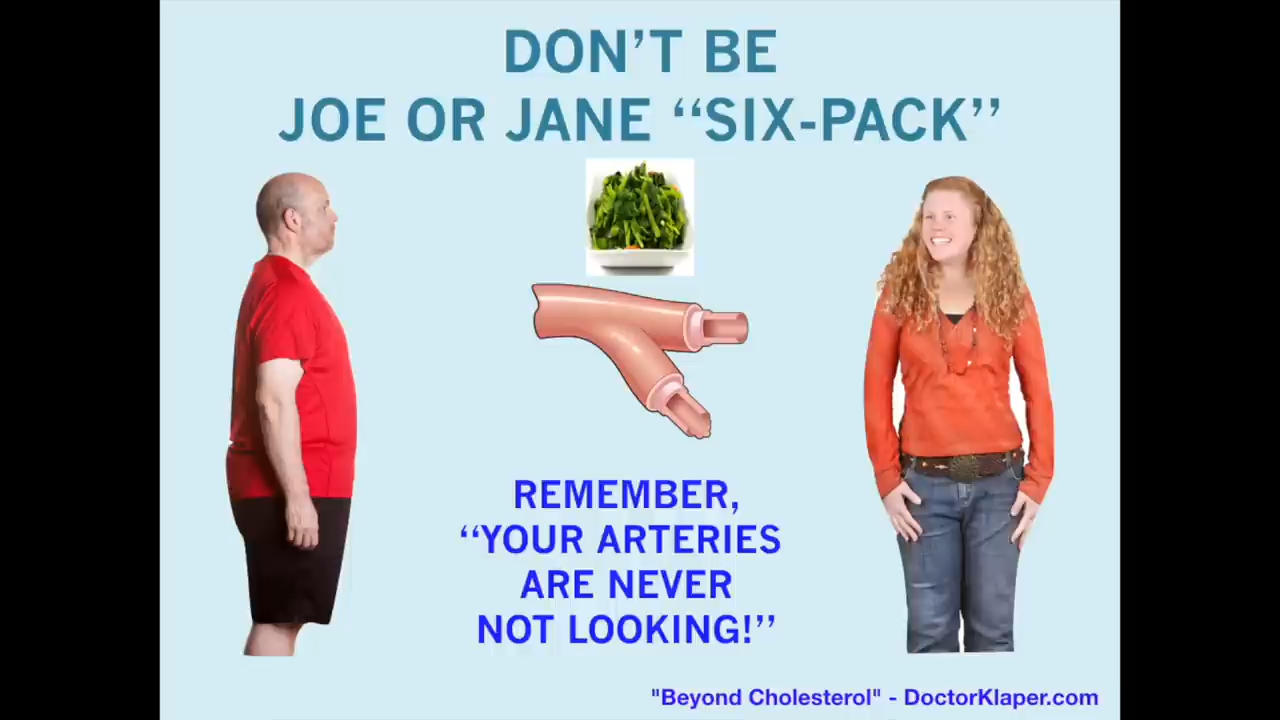 DON’T BE
JOE OR JANE ‘‘SIX-PACK’’
REMEMBER,
‘‘YOUR ARTERIES
ARE NEVER
NOT LOOKING!’’
"Beyond Cholesterol" - DoctorKlaper.com